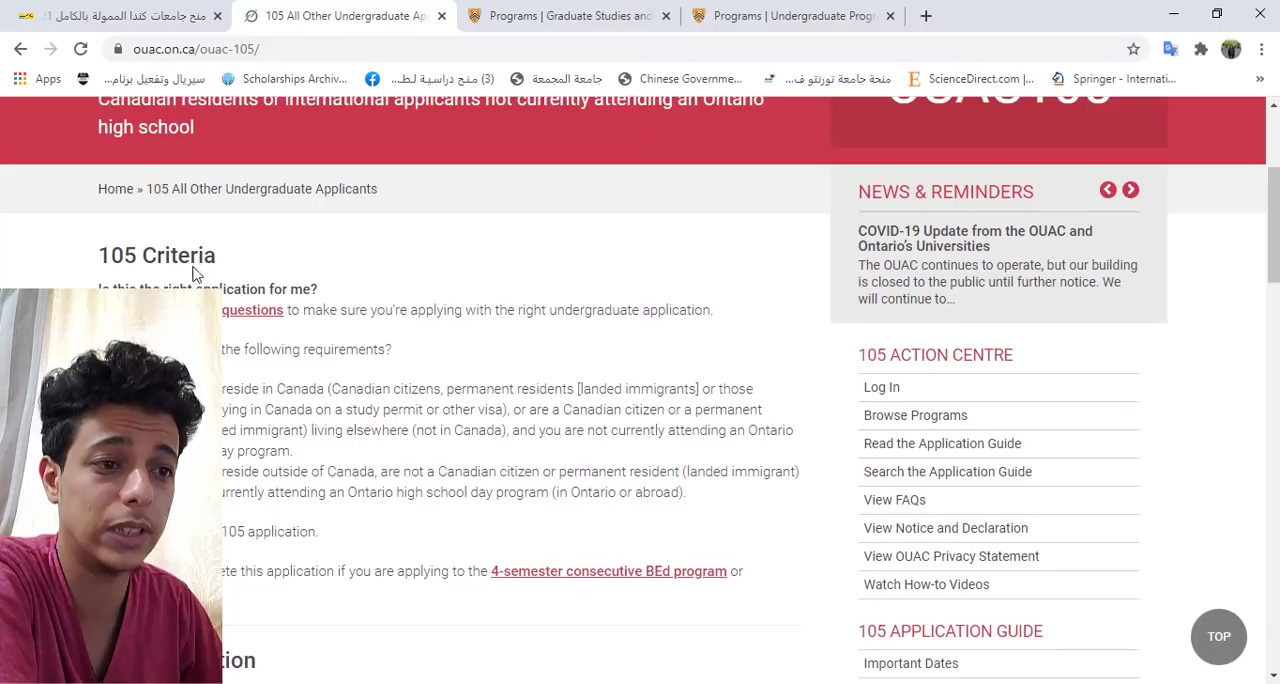 منح جامعات كندا الممولة بالكامل
105 All Other Undergraduate Ap
Programs | Graduate Studies and
Programs | Undergraduate Progr
ouac.on.ca/ouac-105/
Apps
سيريال وتفعيل برنام...
Scholarships Archiv...
(3) منح دراسية لـط...
جامعة المجمعة
Chinese Governme...
منحة جامعة تورنتو ف...
ScienceDirect.com |...
Springer - Internati...
»
Canadian residents or international applicants not currently attending an Ontario
high school
Home » 105 All Other Undergraduate Applicants
105 Criteria
Is this the right application for me?
questions to make sure you're applying with the right undergraduate application.
the following requirements?
reside in Canada (Canadian citizens, permanent residents [landed immigrants] or those
ying in Canada on a study permit or other visa), or are a Canadian citizen or a permanent
ed immigrant) living elsewhere (not in Canada), and you are not currently attending an Ontario
ay program.
reside outside of Canada, are not a Canadian citizen or permanent resident (landed immigrant)
urrently attending an Ontario high school day program (in Ontario or abroad).
105 application.
ete this application if you are applying to the 4-semester consecutive BEd program or
tion
NEWS & REMINDERS
COVID-19 Update from the OUAC and
Ontario's Universities
The OUAC continues to operate, but our building
is closed to the public until further notice. We
will continue to...
105 ACTION CENTRE
Log In
Browse Programs
Read the Application Guide
Search the Application Guide
View FAQs
View Notice and Declaration
View OUAC Privacy Statement
Watch How-to Videos
105 APPLICATION GUIDE
Important Dates
TOP